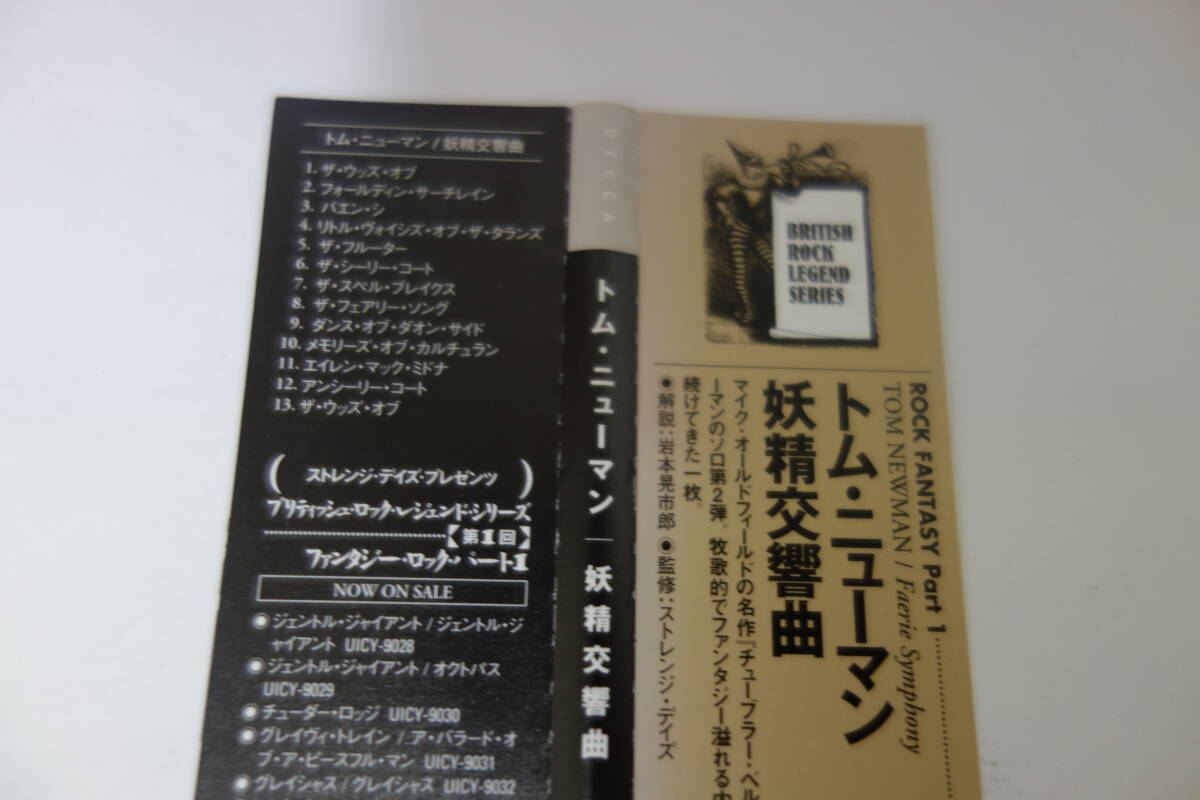 トム・ニューマン / 妖精交響曲
1. ザ・ウッズ・オブ
2. フォールディン・サーチレイン
3. バエン・シ
4. リトル・ヴォイシズ・オブ・ザ・タランズ
5. ザ・フルーター
6. ザ・シーリー・コート
7. ザ・スペル・ブレイクス
8. ザ・フェアリー・ソング
9. ダンス・オブ・ダオン・サイド
10. メモリーズ・オブ・カルチュラン
11. エイレン・マック・ミドナ
12. アンシーリー・コート
13. ザ・ウッズ・オブ
( ストレンジ・デイズ・プレゼンツ )
ブリティッシュ・ロック・レジェンド・シリーズ
【第1回】
ファンタジー・ロック・パート1
NOW ON SALE
◉ジェントル・ジャイアント / ジェントル・ジ
ャイアント UICY-9028
◉ジェントル・ジャイアント / オクトパス
UICY-9029
◉チューダー・ロッジ UICY-9030
◉グレイヴィ・トレイン / ア・バラード・オ
ブ・ア・ピースフル・マン UICY-9031
◉グレイシャス / グレイシャス UICY-9032
DECCA
トム・ニューマン｜妖精交響曲
BRITISH
ROCK
LEGEND
SERIES
ROCK FANTASY Part 1
TOM NEWMAN / Faerie Symphony
トム・ニューマン
妖精交響曲
マイク・オールドフィールドの名作『チューブラー・ベル
ーマンのソロ第2弾。牧歌的でファンタジー溢れる内
続けてきた一枚。
◉解説：岩本晃市郎 ◉監修：ストレンジ・デイズ